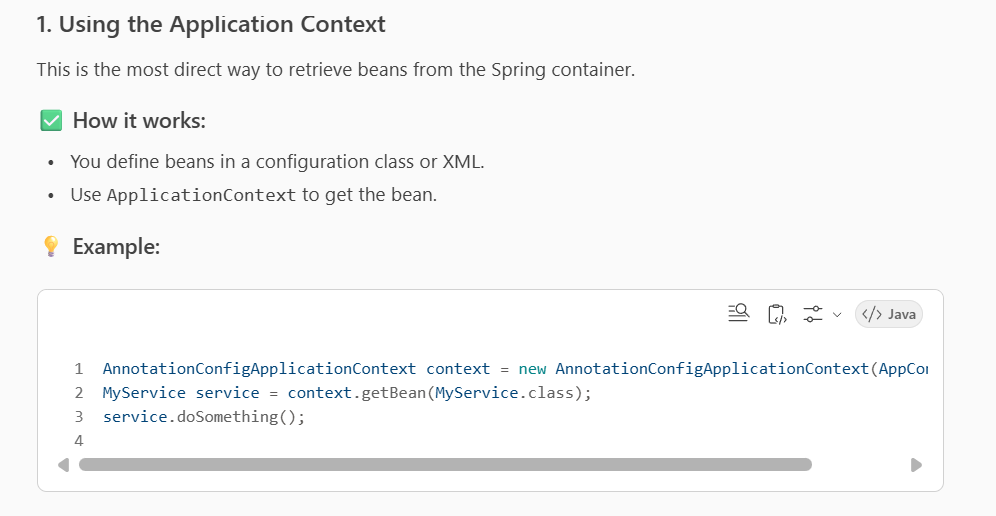 1. Using the Application Context
This is the most direct way to retrieve beans from the Spring container.
✅ How it works:
• You define beans in a configuration class or XML.
• Use ApplicationContext to get the bean.
💡 Example:
</> Java
1 AnnotationConfigApplicationContext context = new AnnotationConfigApplicationContext(AppCon
2 MyService service = context.getBean(MyService.class);
3 service.doSomething();
4